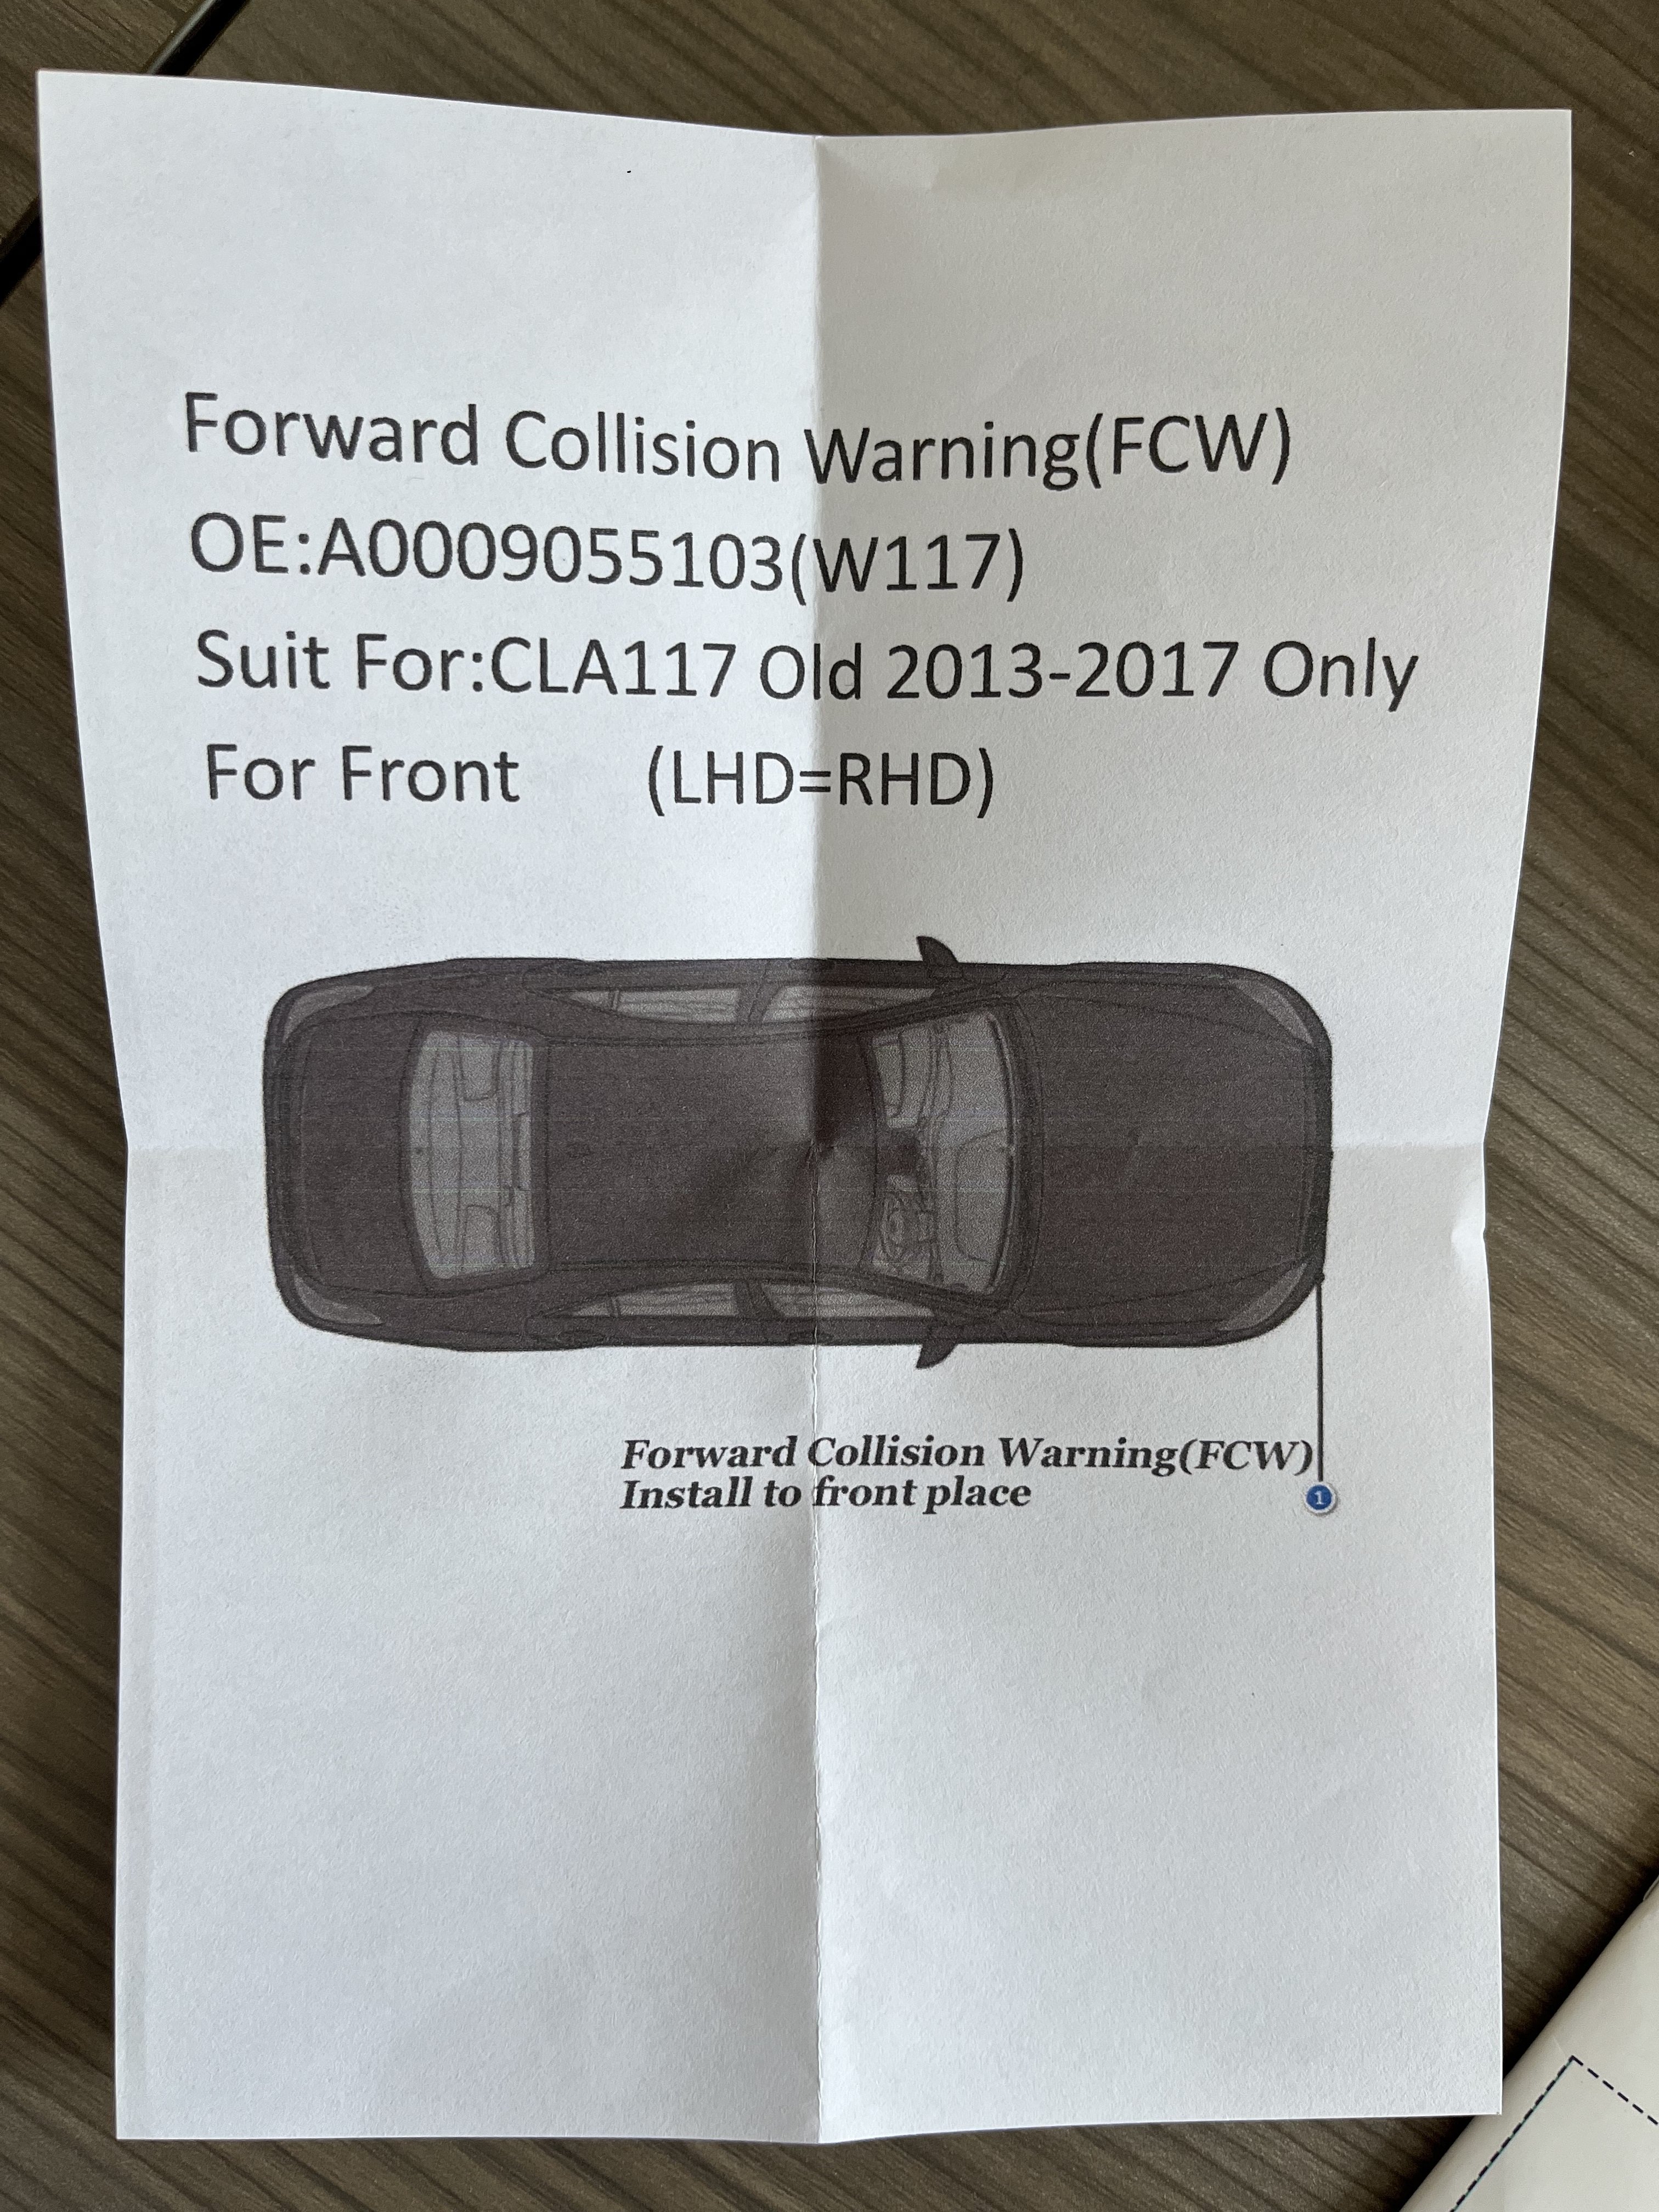 Forward Collision Warning(FCW)
OE:A0009055103(W117)
Suit For:CLA117 Old 2013-2017 Only
For Front (LHD=RHD)
Forward Collision Warning(FCW)
Install to front place
1